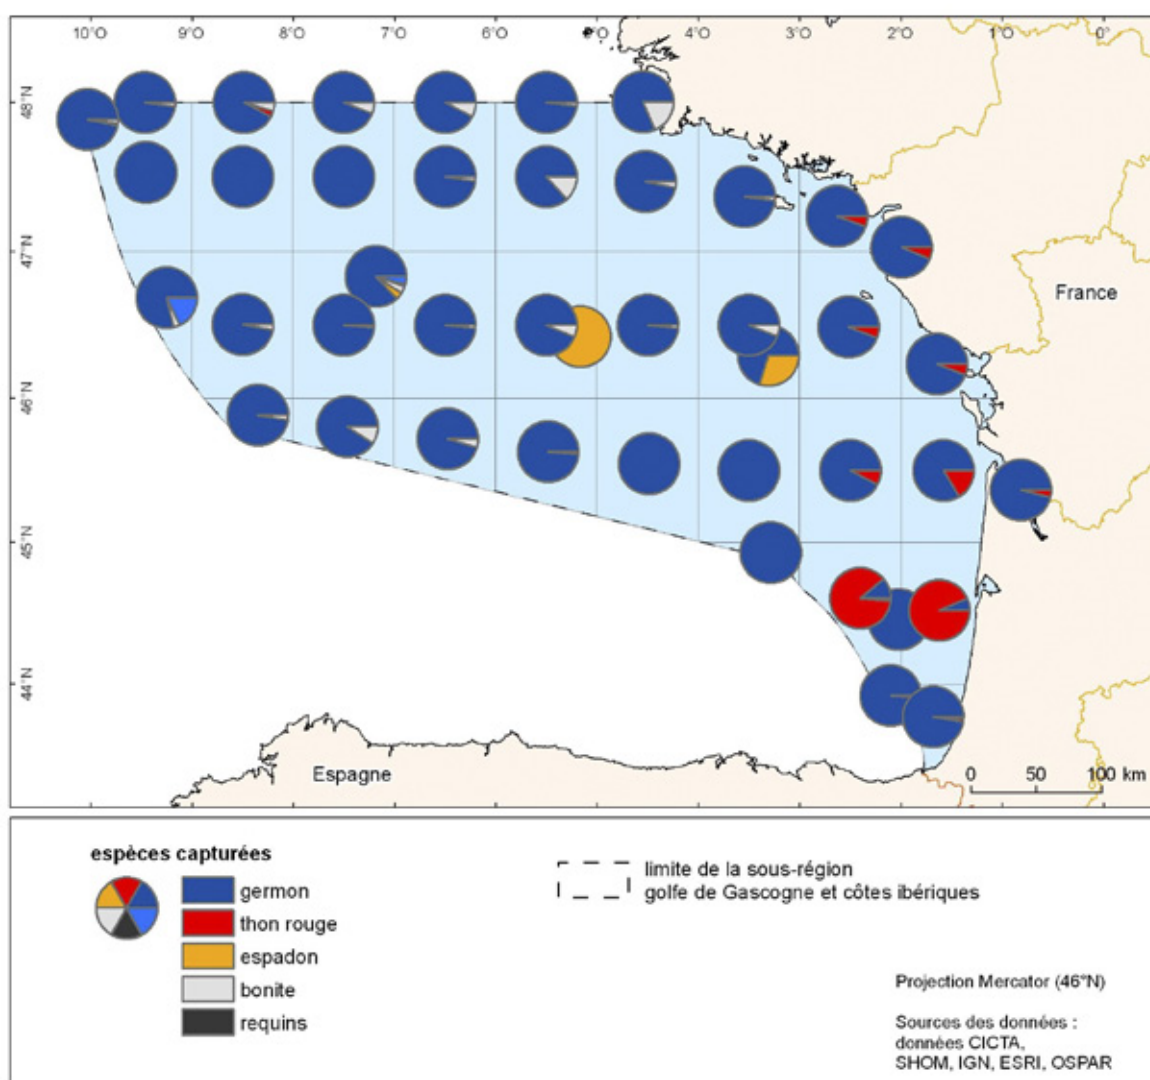 10°O 9°O 8°O 7°O 6°O 5°O 4°O 3°O 2°O 1°O 0°
48°N
47°N
46°N
45°N
44°N
France
Espagne
0 50 100 km
espèces capturées
germon
thon rouge
espadon
bonite
requins
limite de la sous-région
golfe de Gascogne et côtes ibériques
Projection Mercator (46°N)
Sources des données :
données CICTA,
SHOM, IGN, ESRI, OSPAR